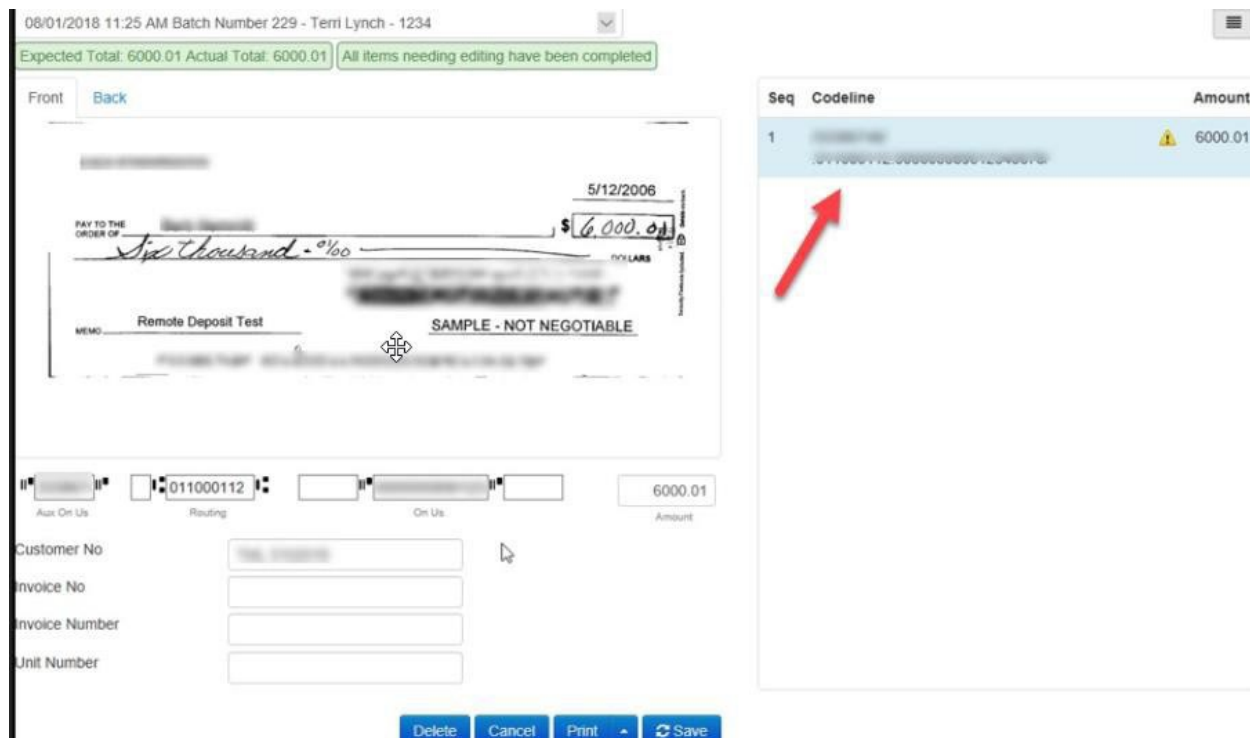 08/01/2018 11:25 AM Batch Number 229 - Terri Lynch - 1234
Expected Total: 6000.01 Actual Total: 6000.01 All items needing editing have been completed
Front Back
5/12/2006
PAY TO THE
ORDER OF
$ 6,000.01
Six thousand - 01/00
DOLLARS
MEMO Remote Deposit Test SAMPLE - NOT NEGOTIABLE
011000112
6000.01
Aux On Us Routing On Us Amount
Customer No
Invoice No
Invoice Number
Unit Number
Delete Cancel Print Save
Seq Codeline Amount
1 6000.01